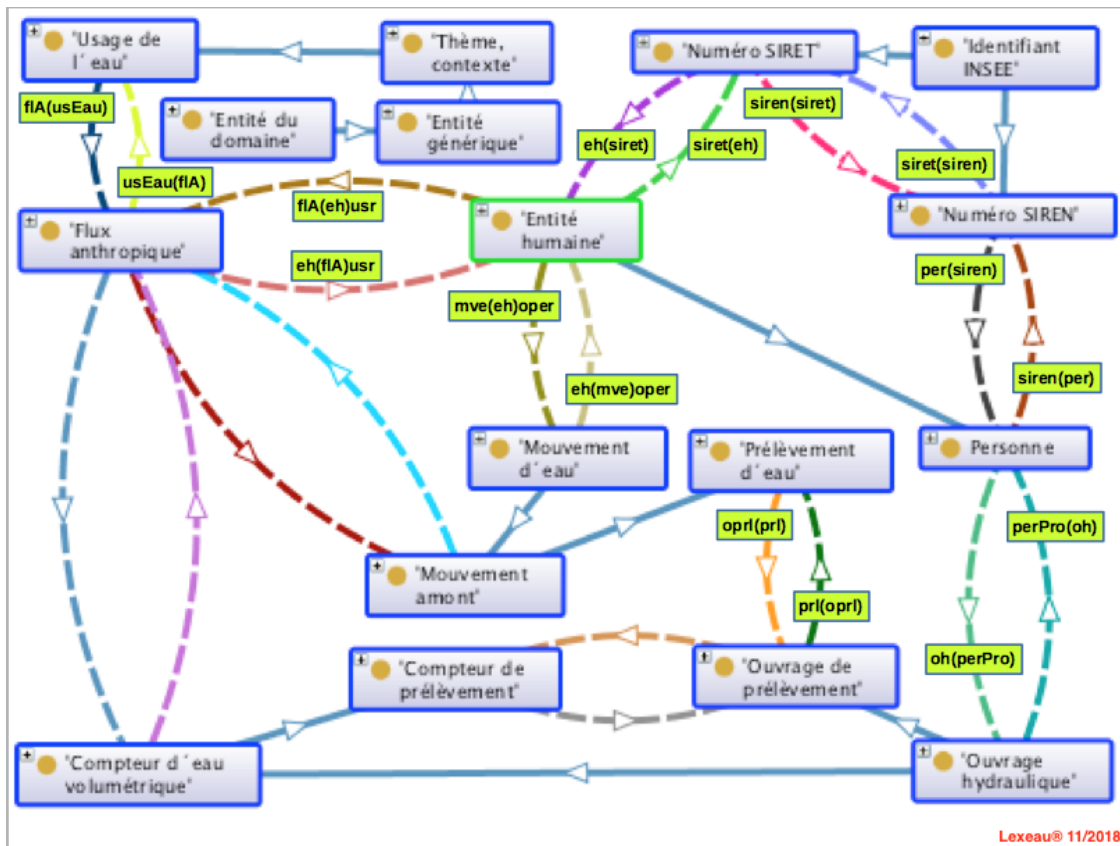 "Usage de
l´eau"
"Thème,
contexte"
"Numéro SIRET"
"Identifiant
INSEE"
flA(usEau)
siren(siret)
"Entité du
domaine"
"Entité
générique"
eh(siret)
siret(eh)
siret(siren)
usEau(flA)
flA(eh)usr
"Flux
anthropique"
"Entité
humaine"
"Numéro SIREN"
eh(flA)usr
per(siren)
mve(eh)oper
siren(per)
eh(mve)oper
"Mouvement
d´eau"
"Prélèvement
d´eau"
Personne
oprl(prl)
perPro(oh)
"Mouvement
amont"
prl(oprl)
oh(perPro)
"Compteur de
prélèvement"
"Ouvrage de
prélèvement"
"Compteur d´eau
volumétrique"
"Ouvrage
hydraulique"
Lexeau® 11/2018